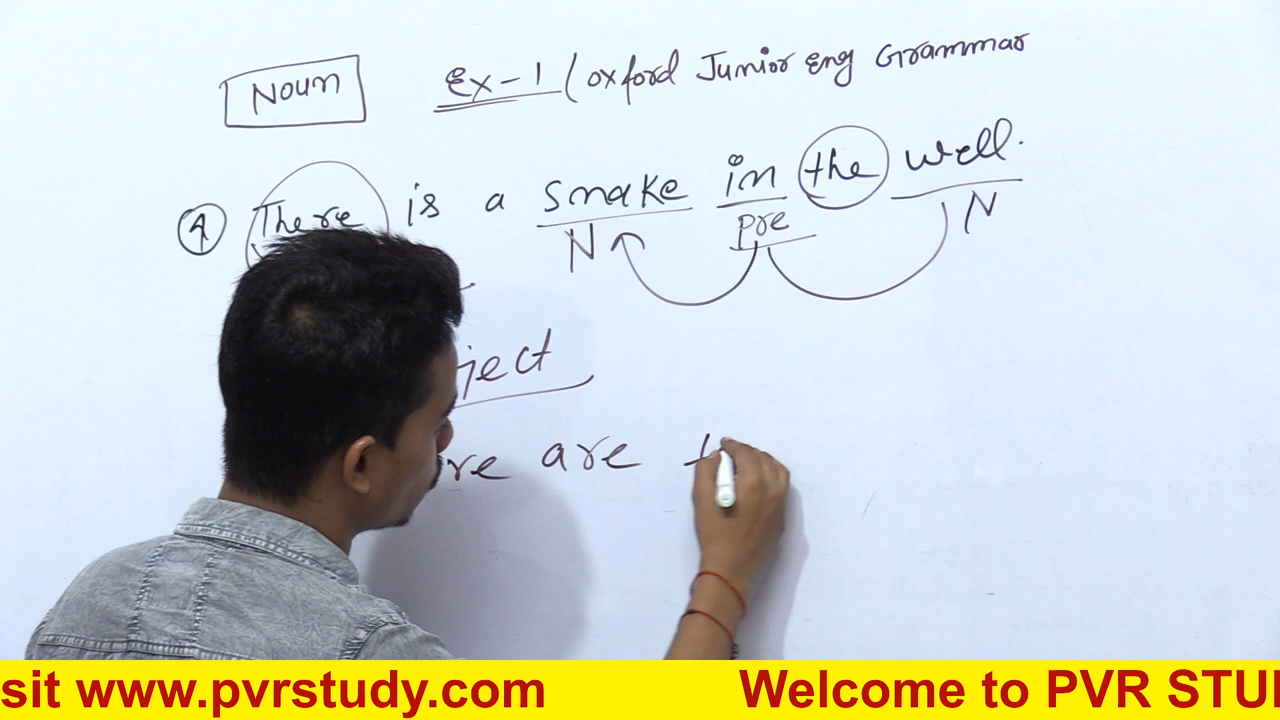 Noun Ex-1 (Oxford Junior Eng Grammar
4 There is a snake in the well.
N pre N
ject
re are t
sit www.pvrstudy.com Welcome to PVR STU